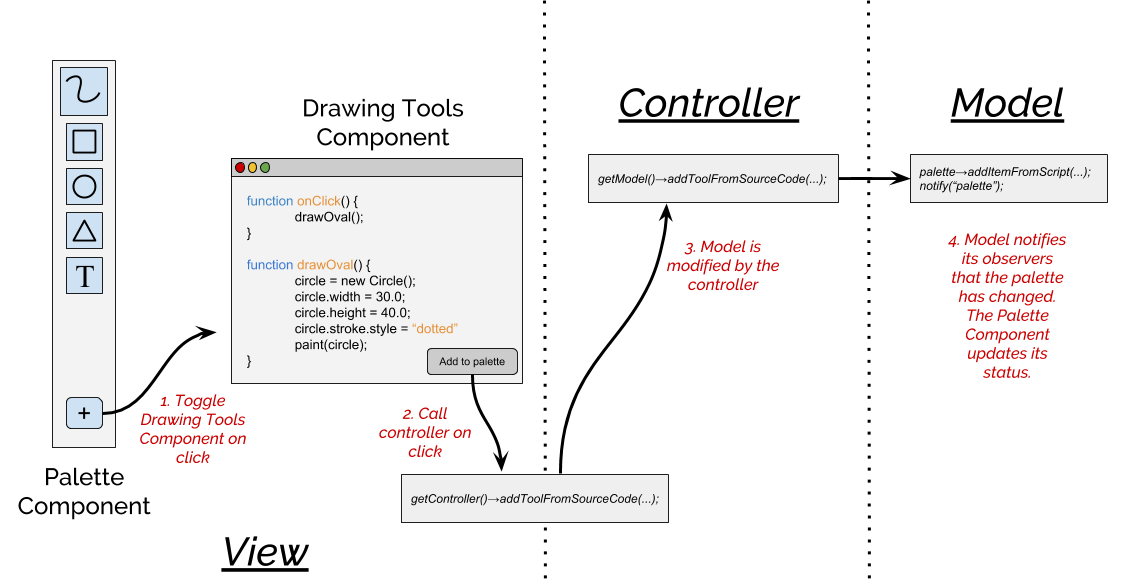 T
+
Palette
Component
1. Toggle
Drawing Tools
Component on
click
Drawing Tools
Component
function onClick() {
drawOval();
}
function drawOval() {
circle = new Circle();
circle.width = 30.0;
circle.height = 40.0;
circle.stroke.style = “dotted”
paint(circle);
}
Add to palette
2. Call
controller on
click
getController()→addToolFromSourceCode(...);
View
Controller
getModel()→addToolFromSourceCode(...);
3. Model is
modified by the
controller
Model
palette→addItemFromScript(...);
notify(“palette”);
4. Model notifies
its observers
that the palette
has changed.
The Palette
Component
updates its
status.